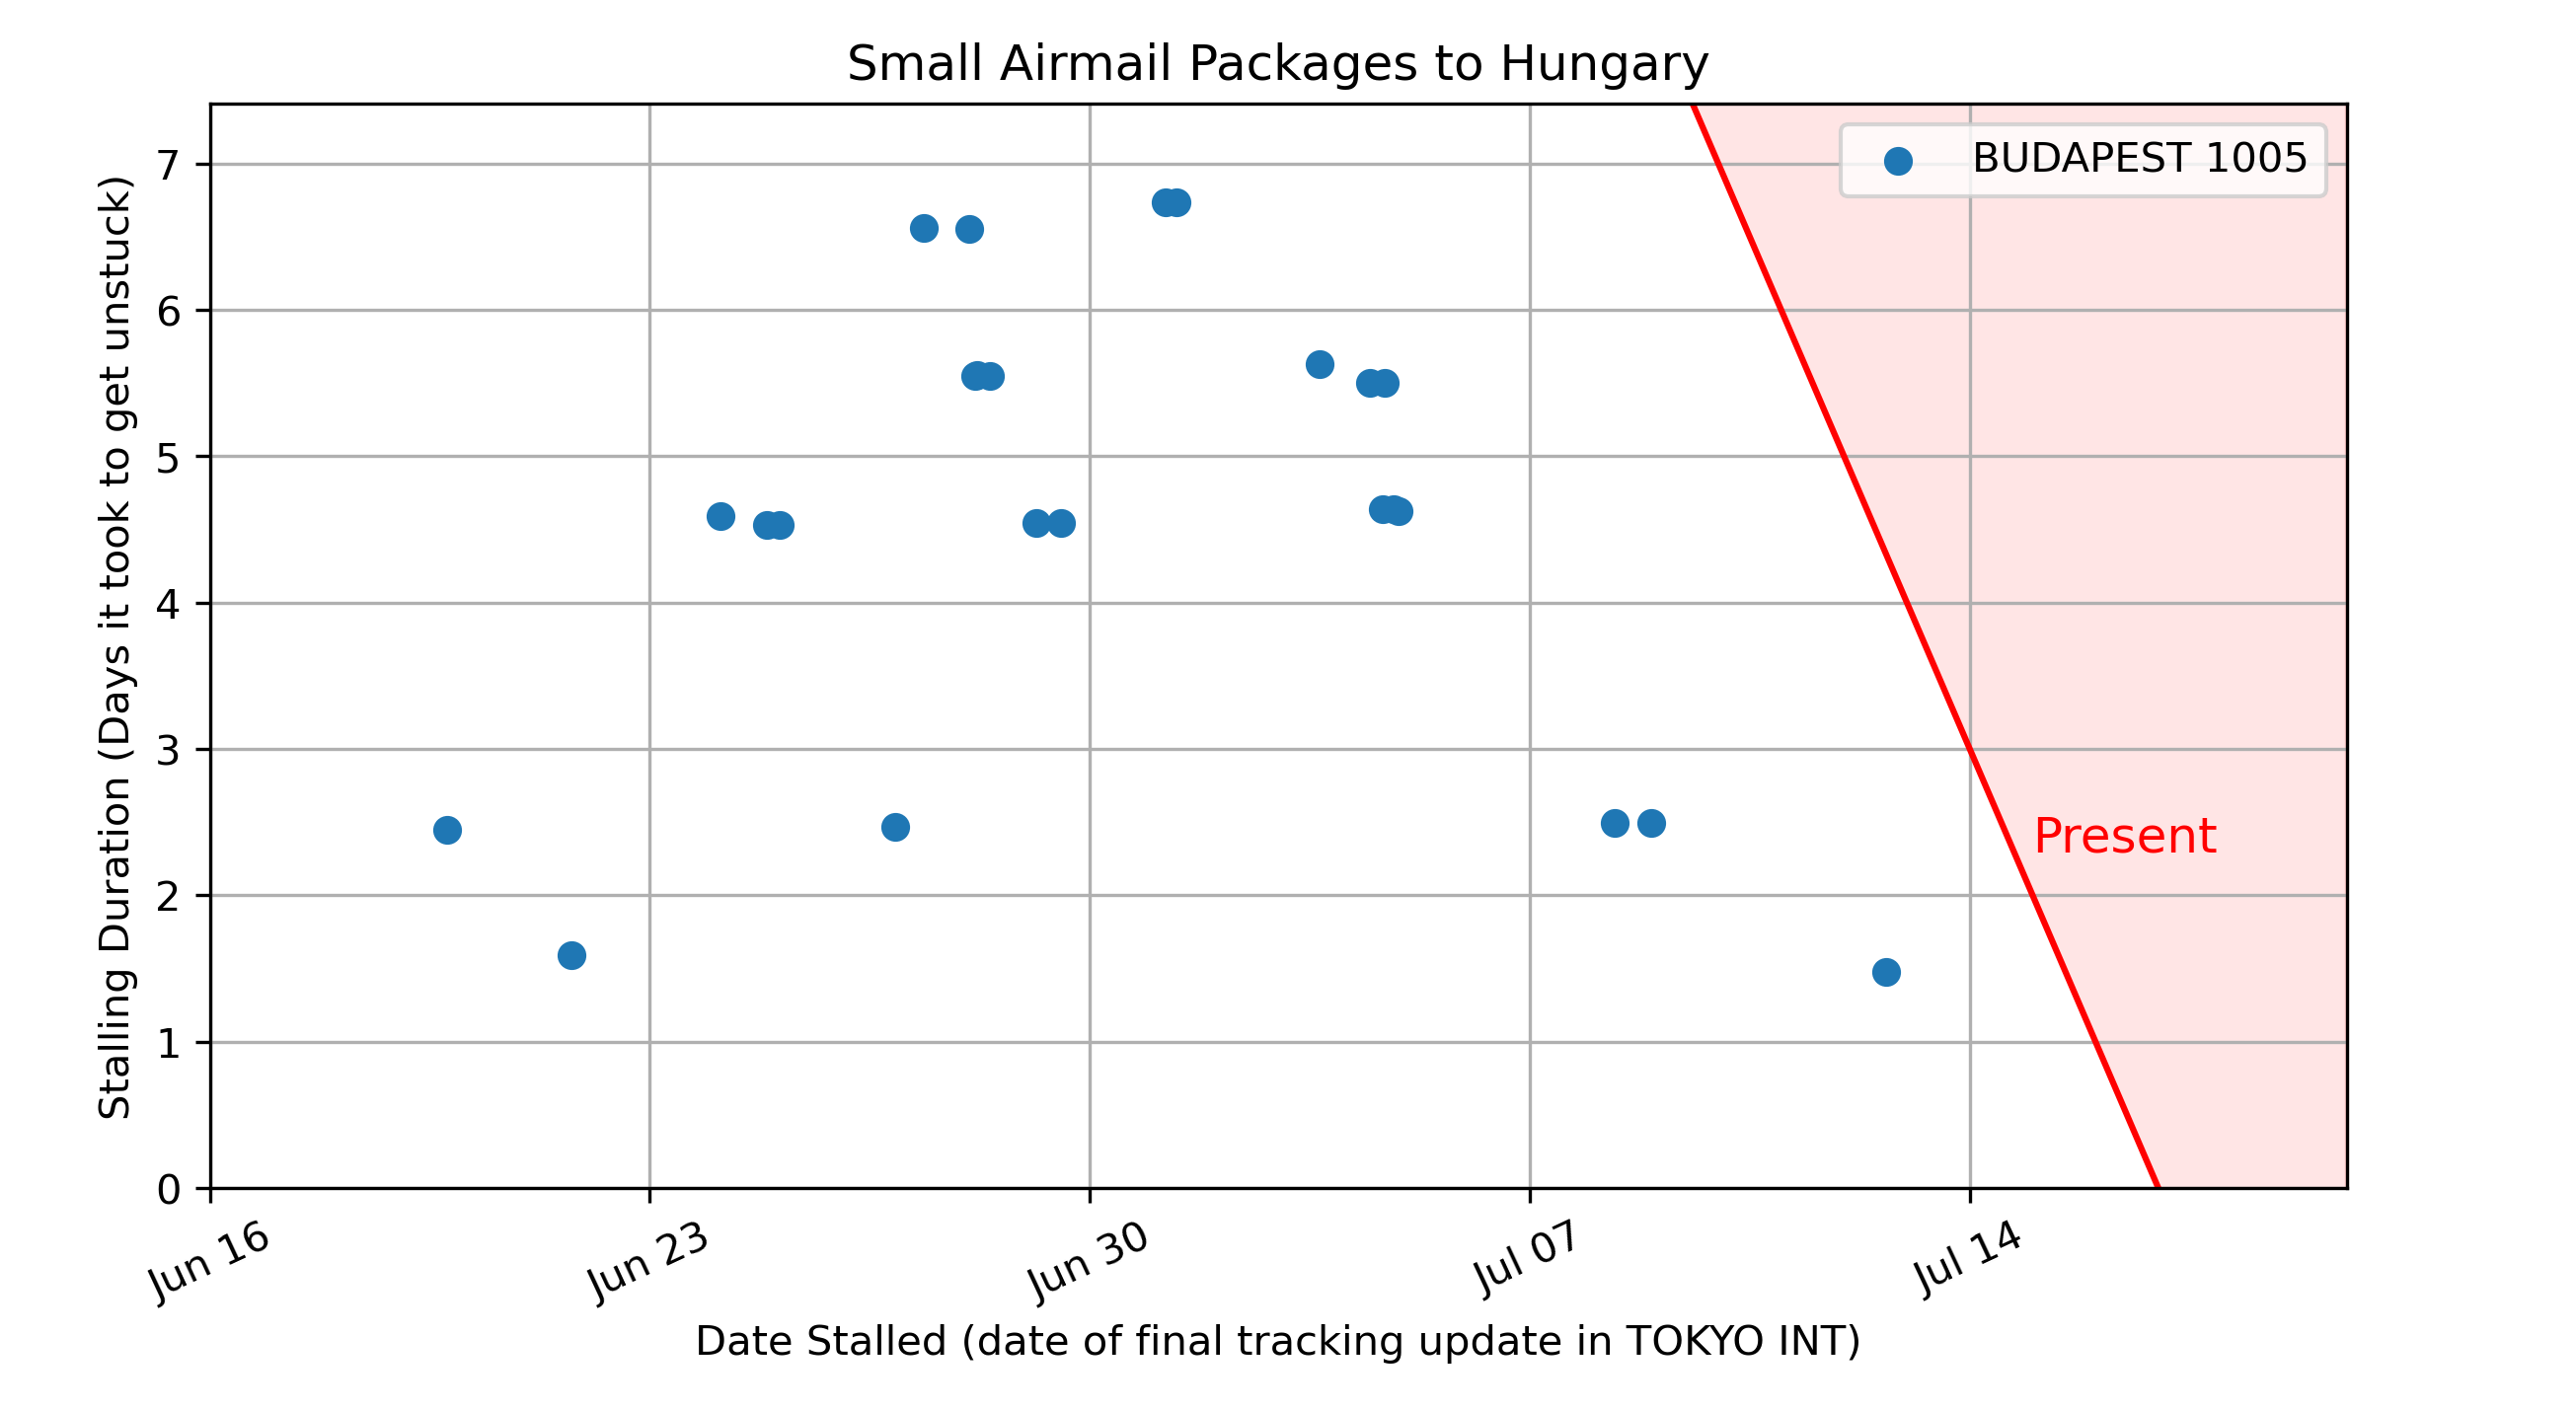 Small Airmail Packages to Hungary
BUDAPEST 1005
Stalling Duration (Days it took to get unstuck)
7
6
5
4
3
2
1
0
Present
Jun 16
Jun 23
Jun 30
Jul 07
Jul 14
Date Stalled (date of final tracking update in TOKYO INT)